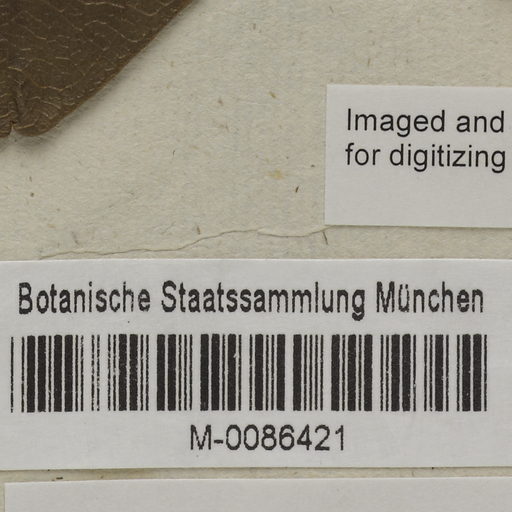 Imaged and
for digitizing
Botanische Staatssammlung München
M-0086421